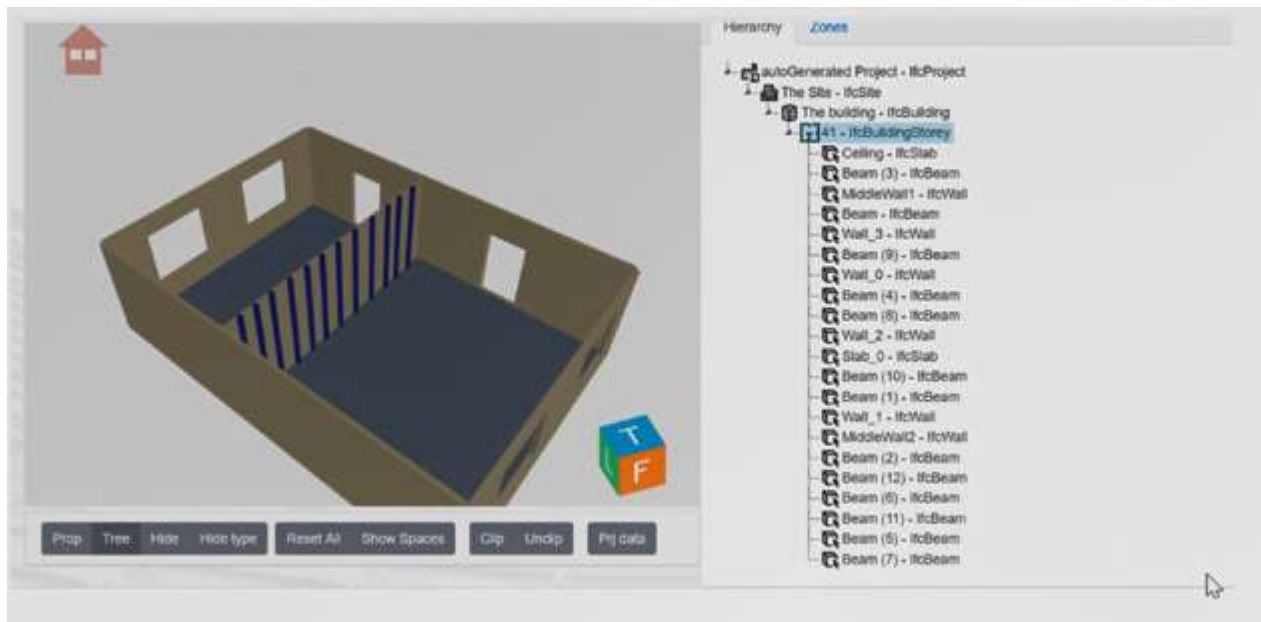 Hierarchy Zones
autoGenerated Project - IfcProject
The Site - IfcSite
The building - IfcBuilding
41 - IfcBuildingStorey
Ceiling - IfcSlab
Beam (3) - IfcBeam
MiddleWall1 - IfcWall
Beam - IfcBeam
Wall_3 - IfcWall
Beam (9) - IfcBeam
Wall_0 - IfcWall
Beam (4) - IfcBeam
Beam (8) - IfcBeam
Wall_2 - IfcWall
Slab_0 - IfcSlab
Beam (10) - IfcBeam
Beam (1) - IfcBeam
Wall_1 - IfcWall
MiddleWall2 - IfcWall
Beam (2) - IfcBeam
Beam (12) - IfcBeam
Beam (6) - IfcBeam
Beam (11) - IfcBeam
Beam (5) - IfcBeam
Beam (7) - IfcBeam
T
F
Prop Tree Hide Hide type Reset All Show Spaces Clip Unclip Prj data